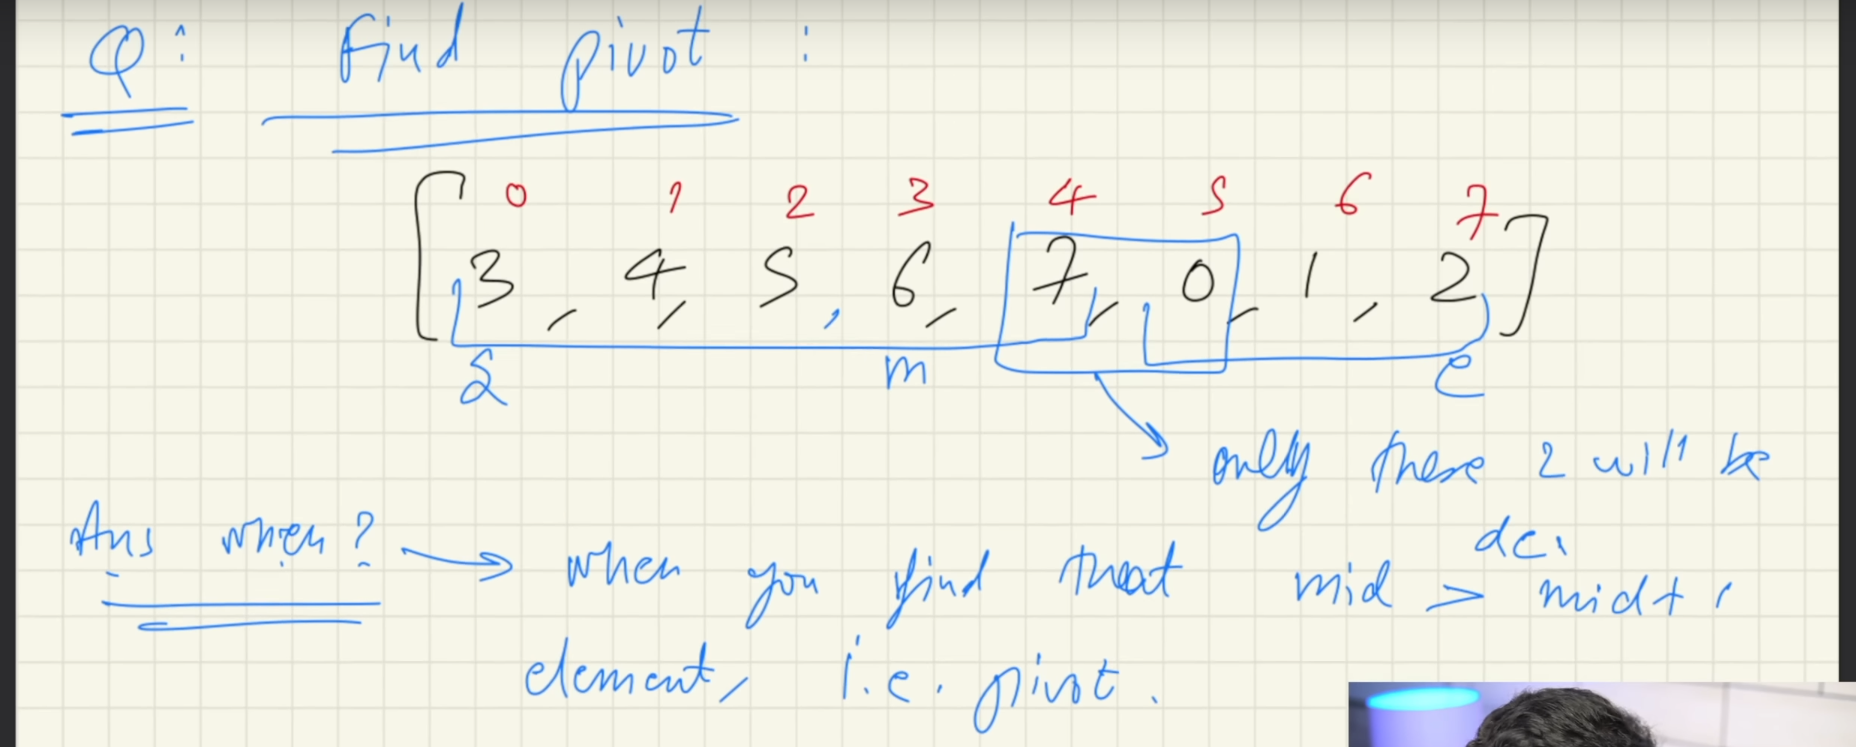 Q: Find pivot :
0 1 2 3 4 5 6 7
[3, 4, 5, 6, 7, 0, 1, 2]
S m e
only these 2 will be
dec.
Ans when? → when you find that mid > mid+1
element, i.e. pivot.